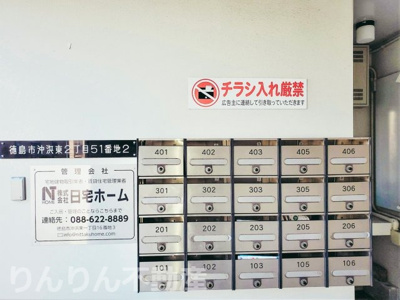 チラシ入れ厳禁
広告主に連絡して引き取っていただきます
徳島市沖浜東2丁目51番地2
管理会社
株式会社日宅ホーム
連絡先：088-622-8889
401 402 403 405 406
301 302 303 305 306
201 202 203 205 206
101 102 103 105 106
りんりん不動産